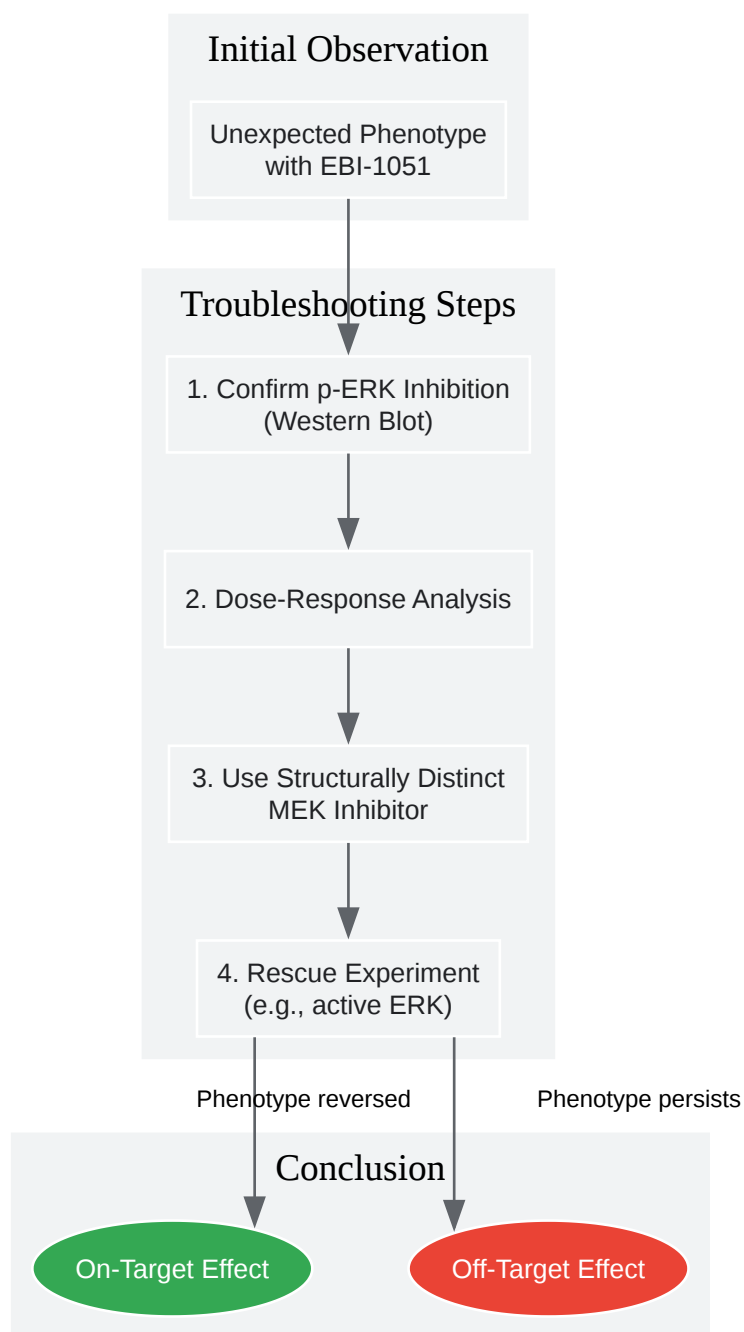 Initial Observation
Unexpected Phenotype
with EBI-1051
Troubleshooting Steps
1. Confirm p-ERK Inhibition
(Western Blot)
2. Dose-Response Analysis
3. Use Structurally Distinct
MEK Inhibitor
4. Rescue Experiment
(e.g., active ERK)
Phenotype reversed
Phenotype persists
Conclusion
On-Target Effect
Off-Target Effect